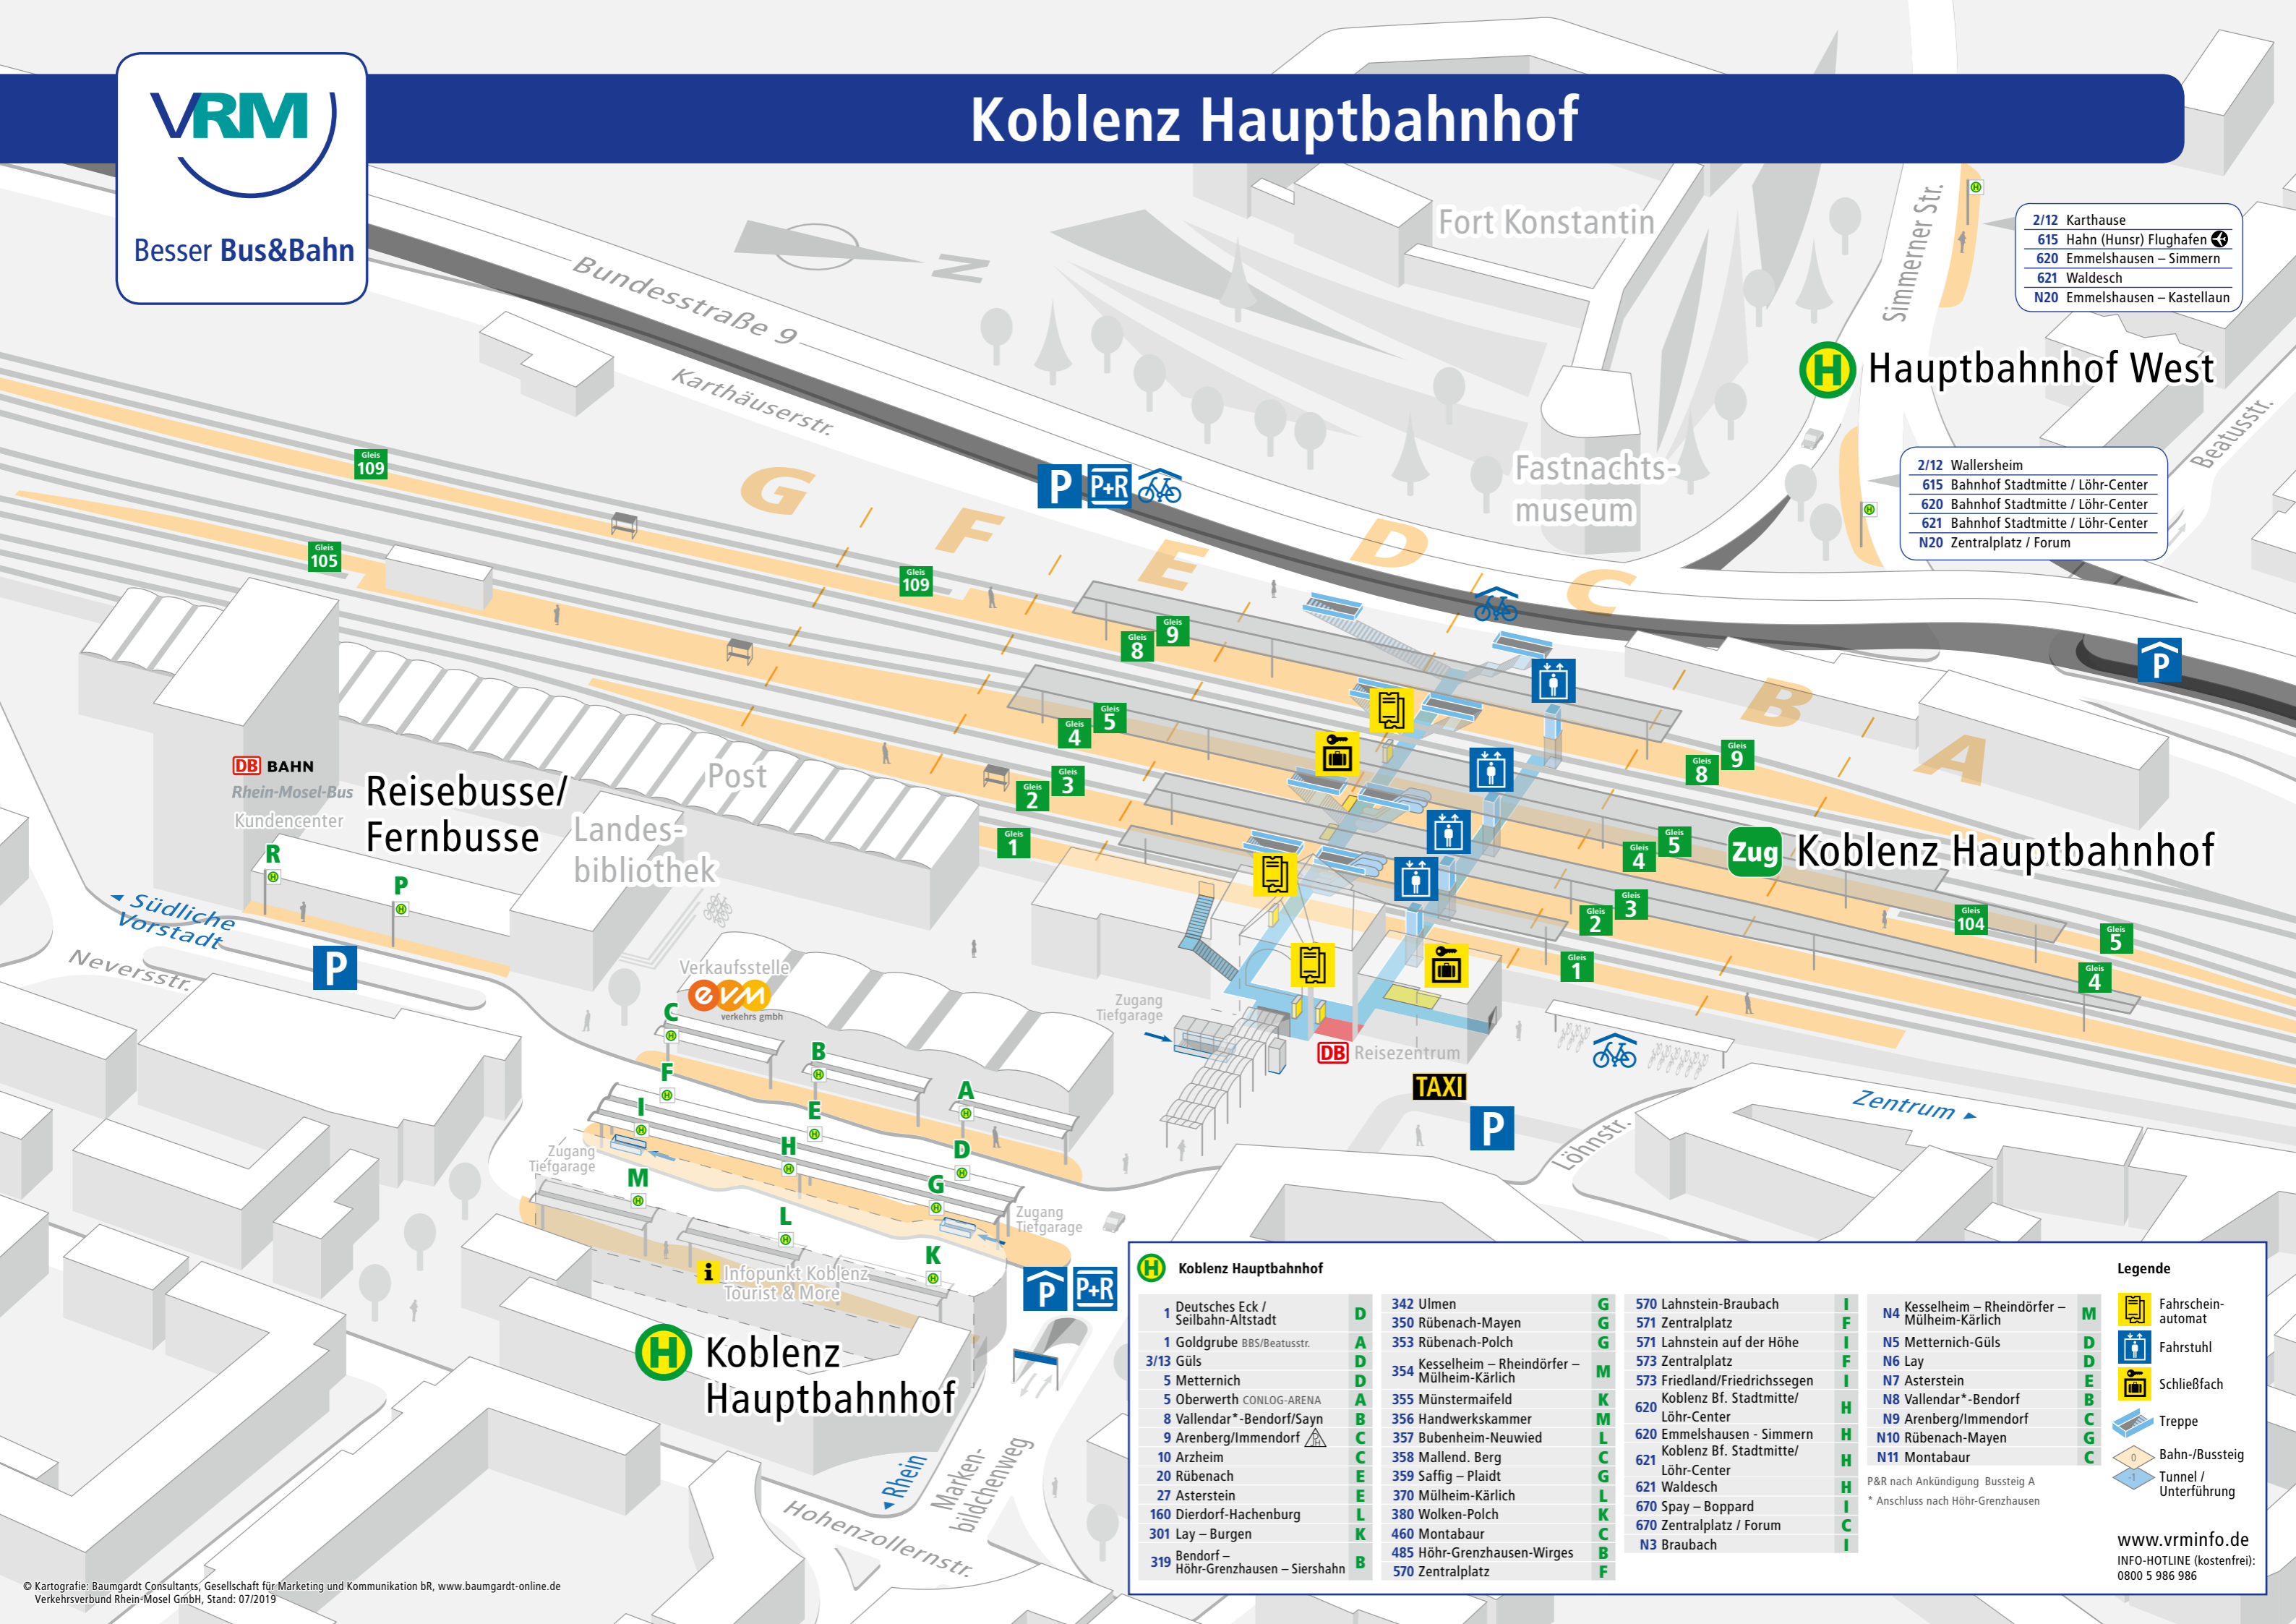 VRM
Besser Bus&Bahn
Koblenz Hauptbahnhof
Fort Konstantin
Simmerner Str.
2/12 Karthause
615 Hahn (Hunsr) Flughafen
620 Emmelshausen – Simmern
621 Waldesch
N20 Emmelshausen – Kastellaun
N
Bundesstraße 9
Karthäuserstr.
H Hauptbahnhof West
Beatusstr.
2/12 Wallersheim
615 Bahnhof Stadtmitte / Löhr-Center
620 Bahnhof Stadtmitte / Löhr-Center
621 Bahnhof Stadtmitte / Löhr-Center
N20 Zentralplatz / Forum
Fastnachts-
museum
P P+R
G F E D C B A
Gleis 109
Gleis 105
Gleis 109
Gleis 9
Gleis 8
Gleis 5
Gleis 4
Gleis 3
Gleis 2
Gleis 1
P
Gleis 9
Gleis 8
Gleis 5
Gleis 4
Zug Koblenz Hauptbahnhof
Gleis 3
Gleis 2
Gleis 1
Gleis 104
Gleis 5
Gleis 4
DB BAHN
Rhein-Mosel-Bus
Kundencenter
Reisebusse/
Fernbusse
Post
Landes-
bibliothek
R
P
Südliche
Vorstadt
Neversstr.
P
Verkaufsstelle
evm
verkehrs gmbh
Zugang
Tiefgarage
DB Reisezentrum
TAXI
P
Löhnstr.
Zentrum
C
B
A
F
E
D
I
H
G
M
L
K
Zugang
Tiefgarage
Zugang
Tiefgarage
i Infopunkt Koblenz
Tourist & More
P P+R
H Koblenz
Hauptbahnhof
Rhein
Marken-
bildchenweg
Hohenzollernstr.
H Koblenz Hauptbahnhof
1 Deutsches Eck /
Seilbahn-Altstadt D
1 Goldgrube BBS/Beatusstr. A
3/13 Güls D
5 Metternich D
5 Oberwerth CONLOG-ARENA A
8 Vallendar*-Bendorf/Sayn B
9 Arenberg/Immendorf C
10 Arzheim C
20 Rübenach E
27 Asterstein E
160 Dierdorf-Hachenburg L
301 Lay – Burgen K
319 Bendorf –
Höhr-Grenzhausen – Siershahn B
342 Ulmen G
350 Rübenach-Mayen G
353 Rübenach-Polch G
354 Kesselheim – Rheindörfer –
Mülheim-Kärlich M
355 Münstermaifeld K
356 Handwerkskammer M
357 Bubenheim-Neuwied L
358 Mallend. Berg C
359 Saffig – Plaidt G
370 Mülheim-Kärlich L
380 Wolken-Polch K
460 Montabaur C
485 Höhr-Grenzhausen-Wirges B
570 Zentralplatz F
570 Lahnstein-Braubach I
571 Zentralplatz F
571 Lahnstein auf der Höhe I
573 Zentralplatz F
573 Friedland/Friedrichssegen I
620 Koblenz Bf. Stadtmitte/
Löhr-Center H
620 Emmelshausen - Simmern H
621 Koblenz Bf. Stadtmitte/
Löhr-Center H
621 Waldesch H
670 Spay – Boppard I
670 Zentralplatz / Forum C
N3 Braubach I
N4 Kesselheim – Rheindörfer –
Mülheim-Kärlich M
N5 Metternich-Güls D
N6 Lay D
N7 Asterstein E
N8 Vallendar*-Bendorf B
N9 Arenberg/Immendorf C
N10 Rübenach-Mayen G
N11 Montabaur C
P&R nach Ankündigung Bussteig A
* Anschluss nach Höhr-Grenzhausen
Legende
Fahrschein-
automat
Fahrstuhl
Schließfach
Treppe
0 Bahn-/Bussteig
-1 Tunnel /
Unterführung
www.vrminfo.de
INFO-HOTLINE (kostenfrei):
0800 5 986 986
© Kartografie: Baumgardt Consultants, Gesellschaft für Marketing und Kommunikation bR, www.baumgardt-online.de
Verkehrsverbund Rhein-Mosel GmbH, Stand: 07/2019